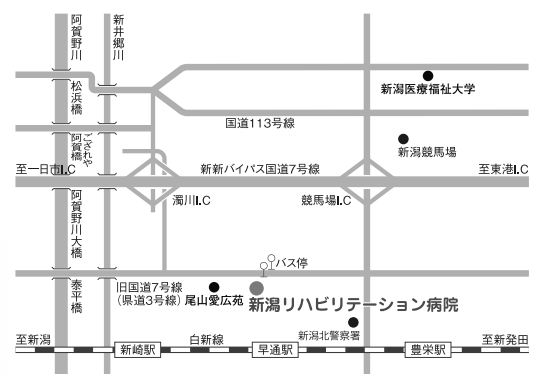 阿賀野川
新井郷川
松浜橋
新潟医療福祉大学
国道113号線
ござれや
阿賀橋
新潟競馬場
至一日市I.C
新新バイパス国道7号線
至東港I.C
濁川I.C
競馬場I.C
阿賀野川大橋
バス停
泰平橋
旧国道7号線
(県道3号線)
尾山愛広苑
新潟リハビリテーション病院
新潟北警察署
至新潟
白新線
至新発田
新崎駅
早通駅
豊栄駅